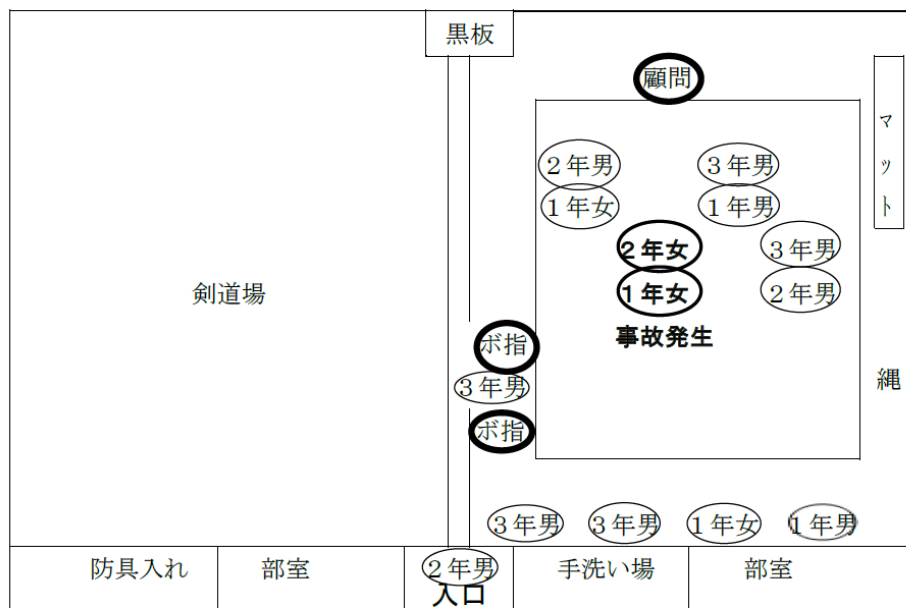 黒板
顧問
マット
２年男
３年男
１年女
１年男
２年女
３年男
１年女
２年男
剣道場
事故発生
ボ指
３年男
縄
ボ指
３年男
３年男
１年女
１年男
防具入れ
部室
２年男
手洗い場
部室
入口